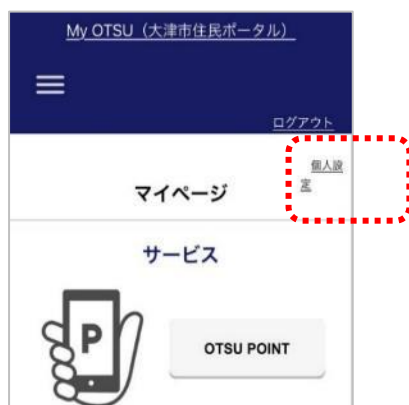 My OTSU（大津市住民ポータル）
ログアウト
個人設
定
マイページ
サービス
P
OTSU POINT